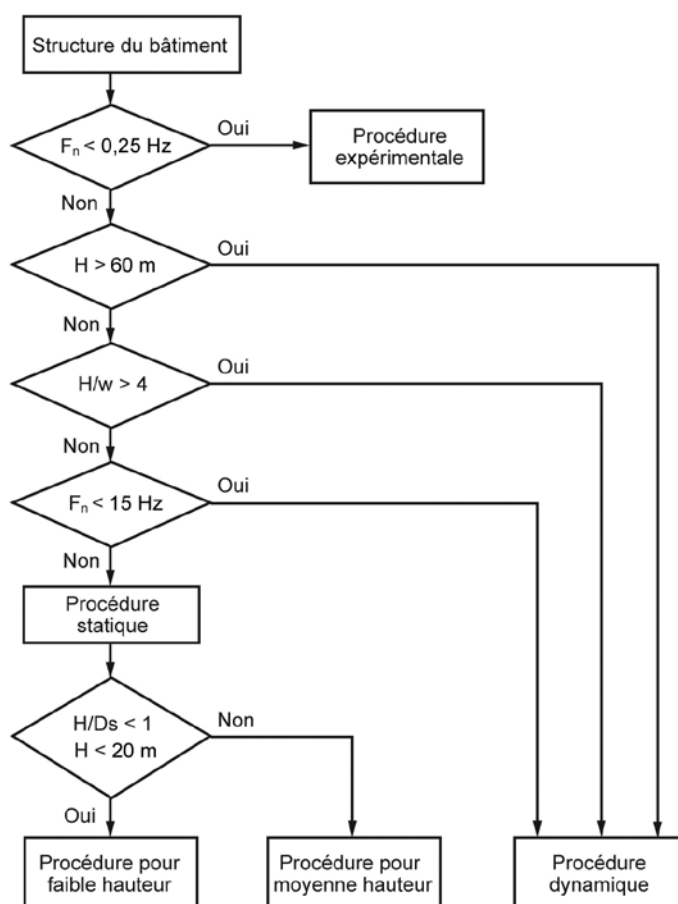 Structure du bâtiment
Fn < 0,25 Hz
Oui
Procédure
expérimentale
Non
H > 60 m
Oui
Non
H/w > 4
Oui
Non
Fn < 15 Hz
Oui
Non
Procédure
statique
H/Ds < 1
H < 20 m
Non
Oui
Procédure pour
faible hauteur
Procédure pour
moyenne hauteur
Procédure
dynamique